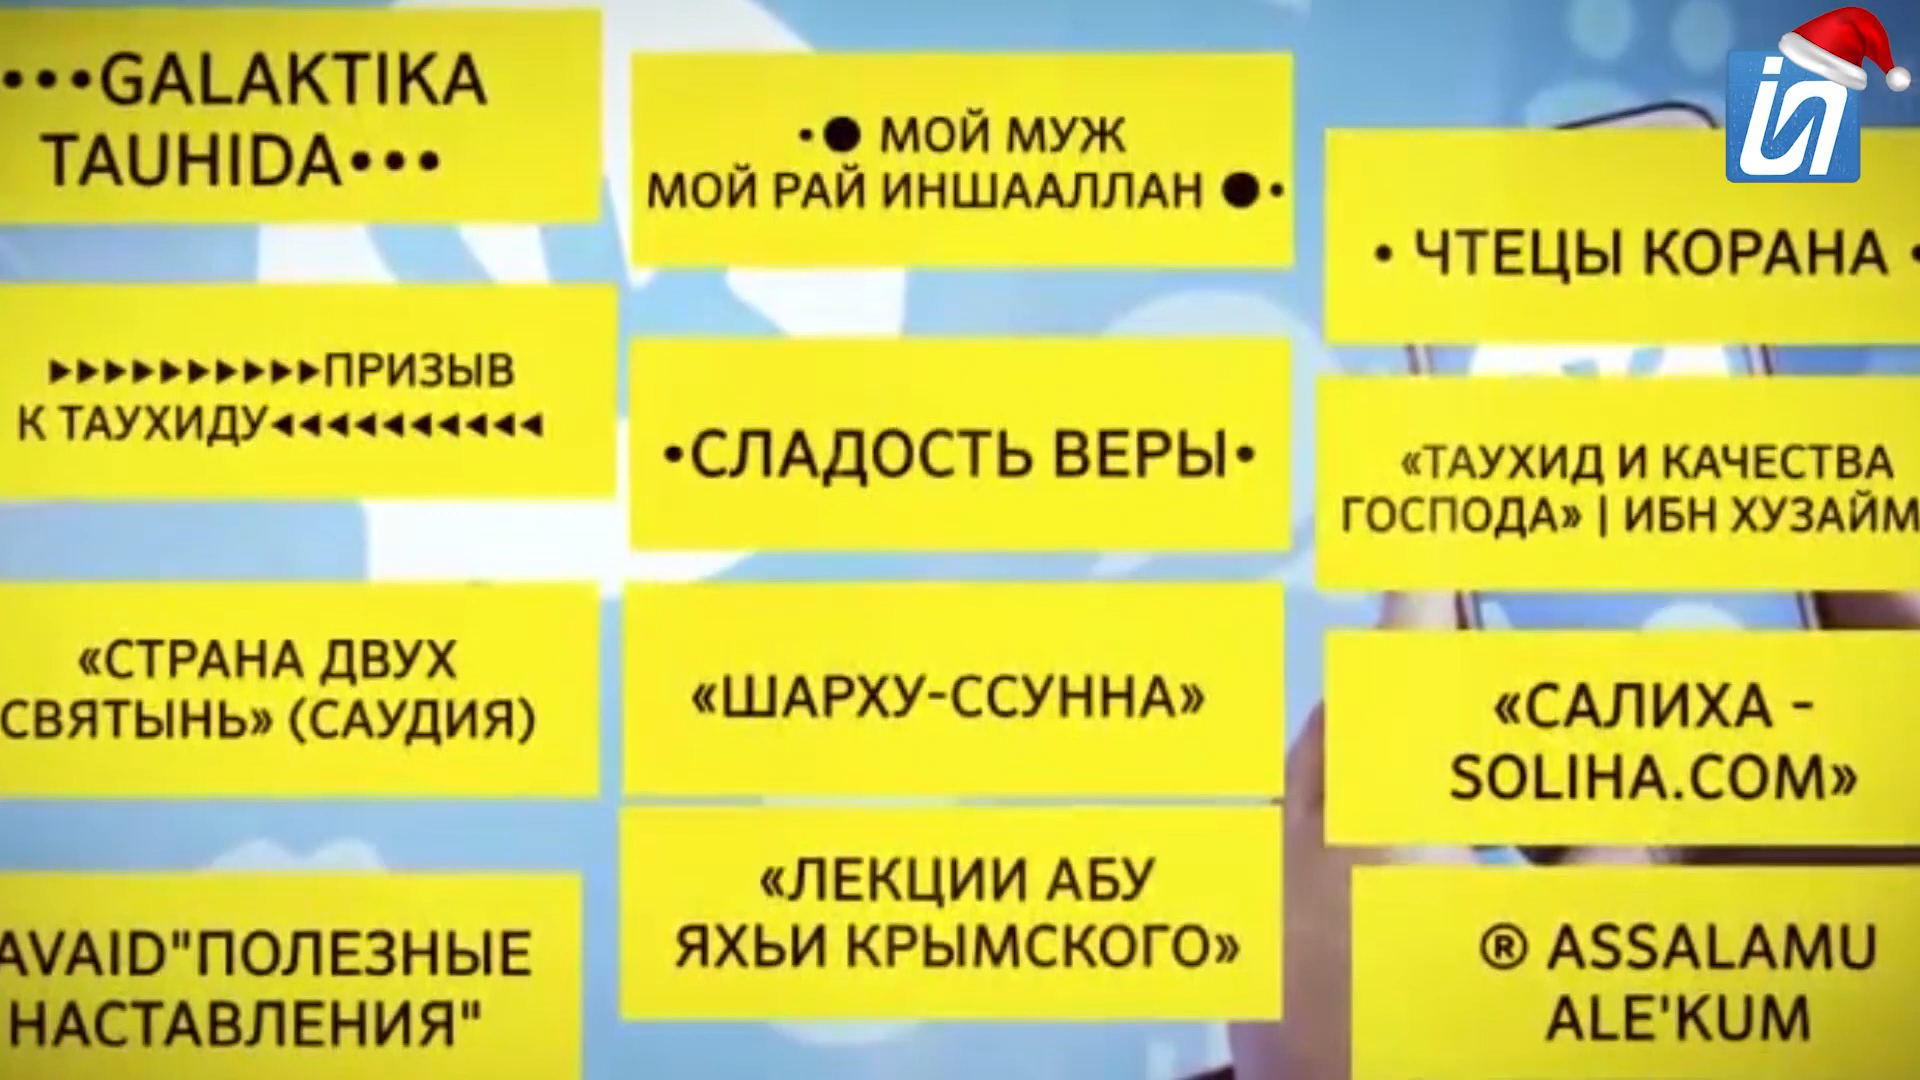 •••GALAKTIKA
TAUHIDA•••
•● МОЙ МУЖ
МОЙ РАЙ ИНШААЛЛАН ●•
• ЧТЕЦЫ КОРАНА •
▸▸▸▸▸▸▸▸▸▸ПРИЗЫВ
К ТАУХИДУ◂◂◂◂◂◂◂◂◂◂
•СЛАДОСТЬ ВЕРЫ•
«ТАУХИД И КАЧЕСТВА
ГОСПОДА» | ИБН ХУЗАЙМ
«СТРАНА ДВУХ
СВЯТЫНЬ» (САУДИЯ)
«ШАРХУ-ССУННА»
«САЛИХА -
SOLIHA.COM»
AVAID"ПОЛЕЗНЫЕ
НАСТАВЛЕНИЯ"
«ЛЕКЦИИ АБУ
ЯХЬИ КРЫМСКОГО»
® ASSALAMU
ALE'KUM